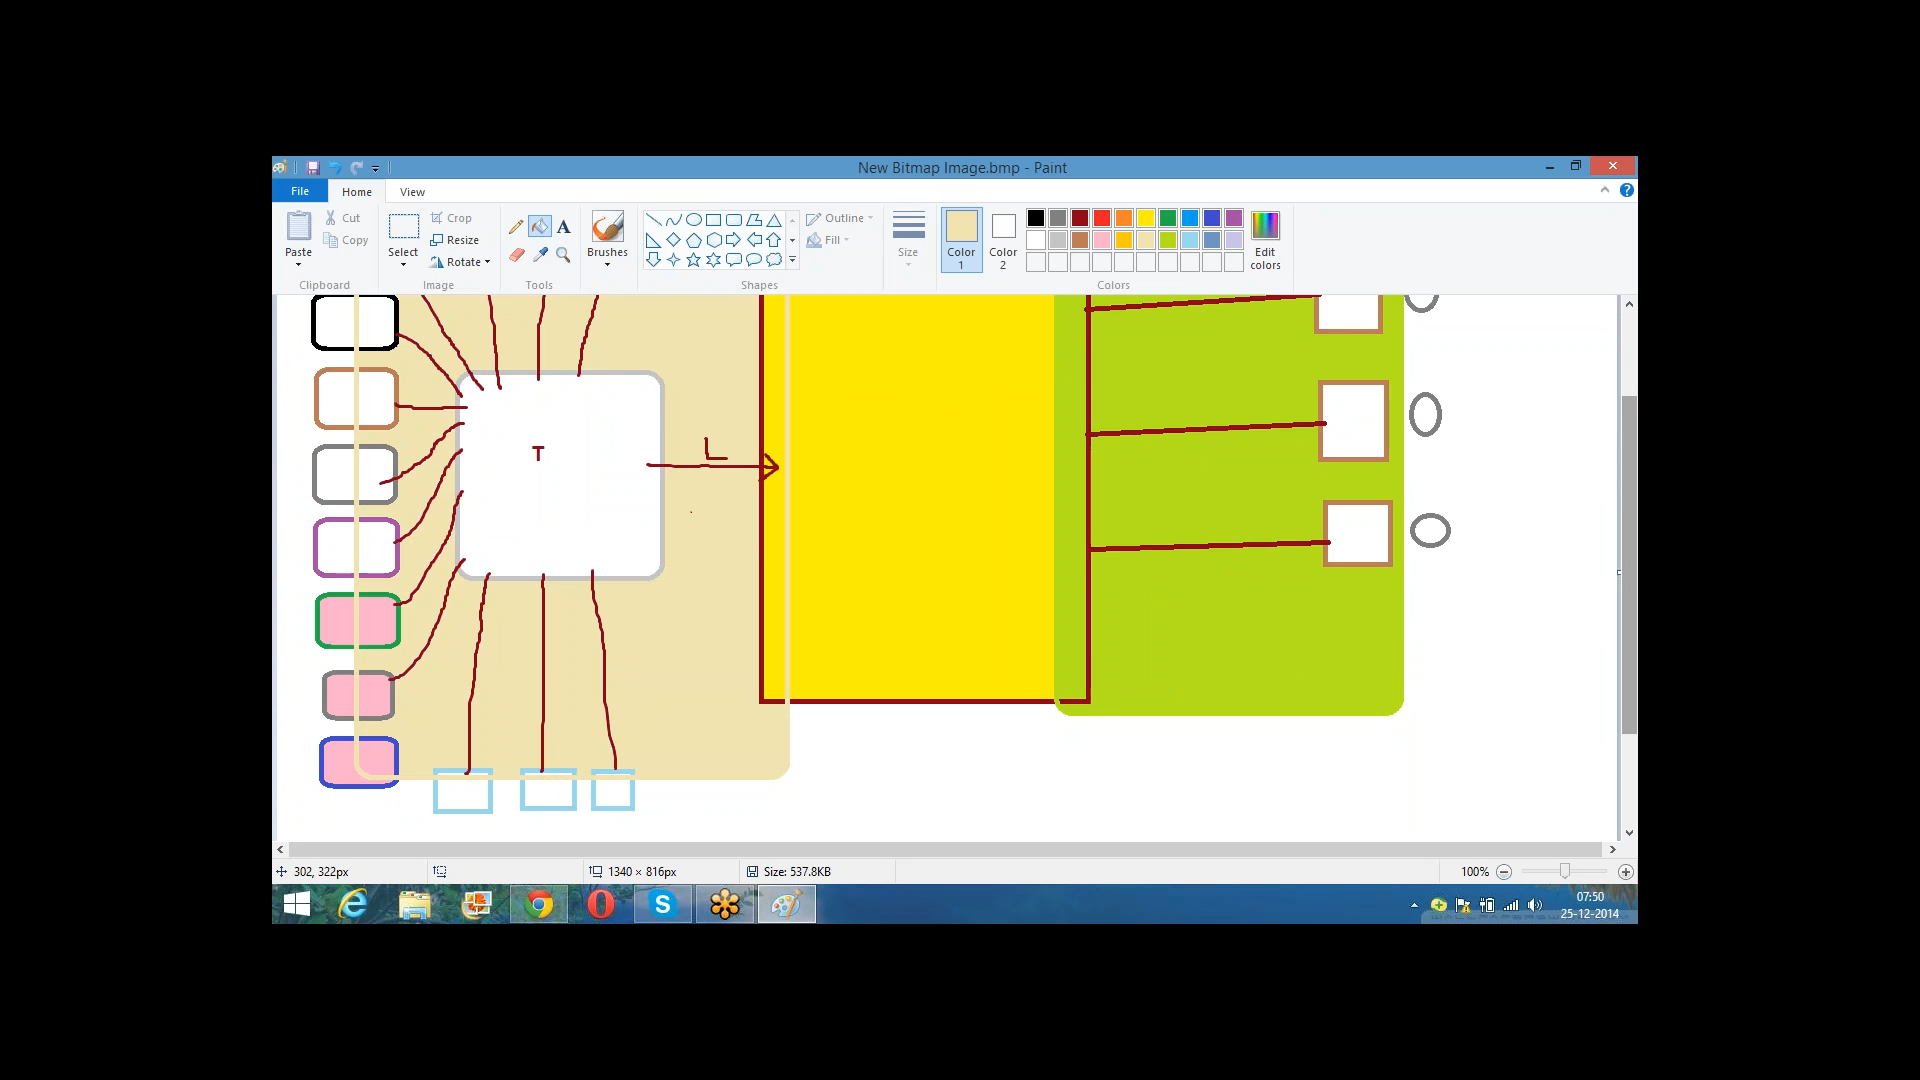 New Bitmap Image.bmp - Paint
File Home View
Paste
Cut
Copy
Clipboard
Select
Crop
Resize
Rotate
Image
A
Tools
Brushes
Shapes
Outline
Fill
Size
Color
1
Color
2
Edit
colors
Colors
T
L
302, 322px
1340 × 816px
Size: 537.8KB
100%
07:50
25-12-2014